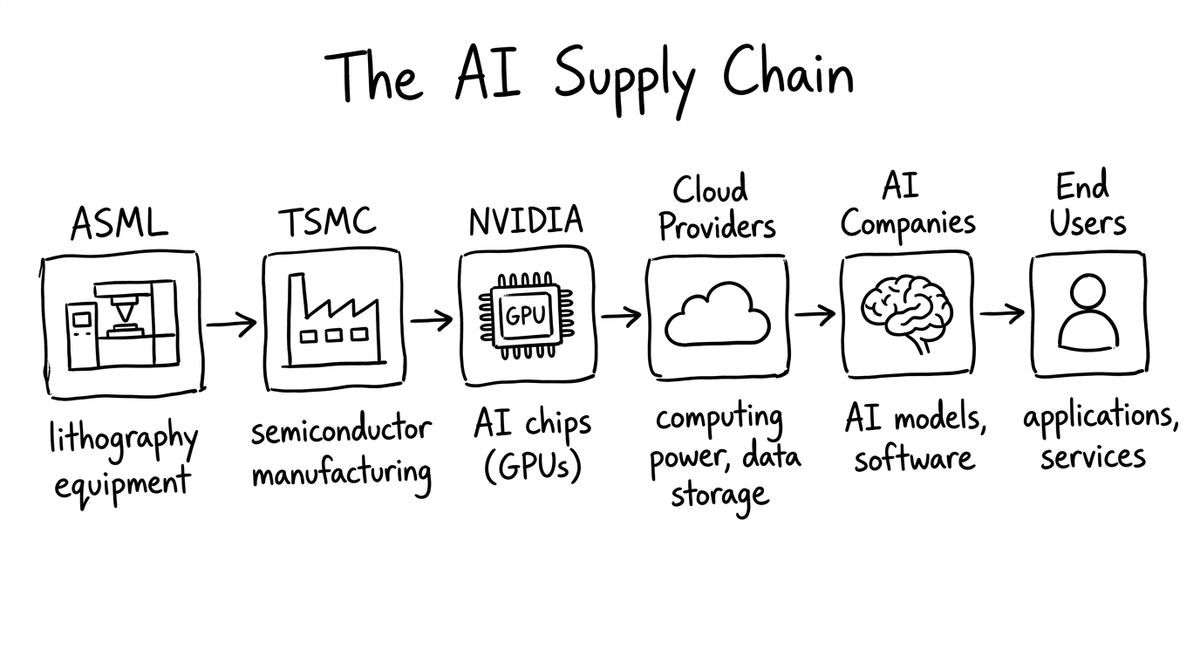 The AI Supply Chain
ASML
TSMC
NVIDIA
Cloud
Providers
AI
Companies
End
Users
GPU
lithography
equipment
semiconductor
manufacturing
AI chips
(GPUs)
computing
power, data
storage
AI models,
software
applications,
services